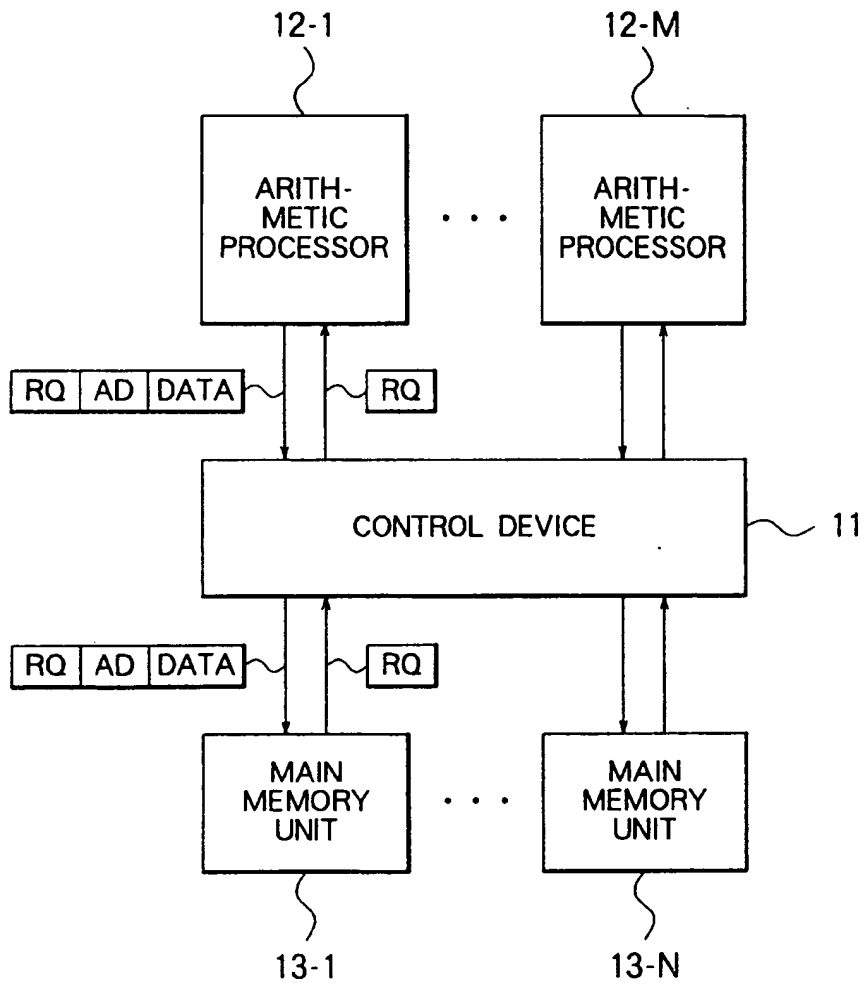 12-1
12-M
ARITH-
METIC
PROCESSOR
. . .
ARITH-
METIC
PROCESSOR
RQ AD DATA
RQ
CONTROL DEVICE
11
RQ AD DATA
RQ
MAIN
MEMORY
UNIT
. . .
MAIN
MEMORY
UNIT
13-1
13-N